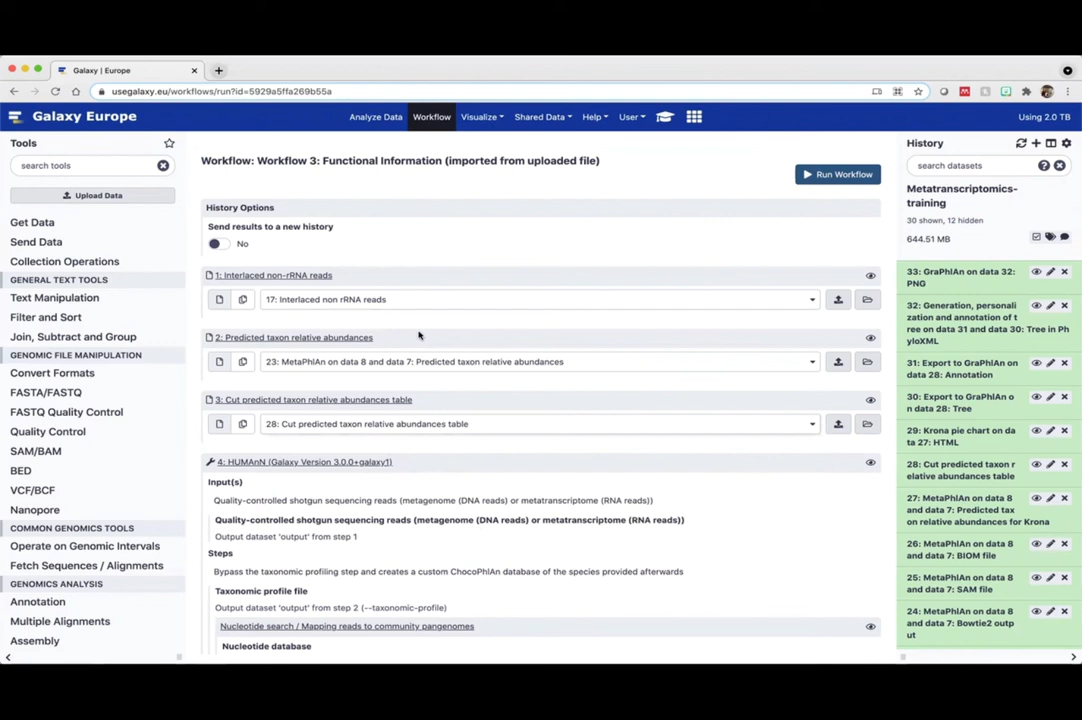 Galaxy | Europe
usegalaxy.eu/workflows/run?id=5929a5ffa269b55a
Galaxy Europe
Analyze Data
Workflow
Visualize
Shared Data
Help
User
Using 2.0 TB
Tools
search tools
Upload Data
Get Data
Send Data
Collection Operations
GENERAL TEXT TOOLS
Text Manipulation
Filter and Sort
Join, Subtract and Group
GENOMIC FILE MANIPULATION
Convert Formats
FASTA/FASTQ
FASTQ Quality Control
Quality Control
SAM/BAM
BED
VCF/BCF
Nanopore
COMMON GENOMICS TOOLS
Operate on Genomic Intervals
Fetch Sequences / Alignments
GENOMICS ANALYSIS
Annotation
Multiple Alignments
Assembly
Workflow: Workflow 3: Functional Information (imported from uploaded file)
Run Workflow
History Options
Send results to a new history
No
1: Interlaced non-rRNA reads
17: Interlaced non rRNA reads
2: Predicted taxon relative abundances
23: MetaPhlAn on data 8 and data 7: Predicted taxon relative abundances
3: Cut predicted taxon relative abundances table
28: Cut predicted taxon relative abundances table
4: HUMAnN (Galaxy Version 3.0.0+galaxy1)
Input(s)
Quality-controlled shotgun sequencing reads (metagenome (DNA reads) or metatranscriptome (RNA reads))
Quality-controlled shotgun sequencing reads (metagenome (DNA reads) or metatranscriptome (RNA reads))
Output dataset 'output' from step 1
Steps
Bypass the taxonomic profiling step and creates a custom ChocoPhlAn database of the species provided afterwards
Taxonomic profile file
Output dataset 'output' from step 2 (--taxonomic-profile)
Nucleotide search / Mapping reads to community pangenomes
Nucleotide database
History
search datasets
Metatranscriptomics-
training
30 shown, 12 hidden
644.51 MB
33: GraPhlAn on data 32:
PNG
32: Generation, personali
zation and annotation of t
ree on data 31 and data 30: Tree in Ph
yloXML
31: Export to GraPhlAn on
data 28: Annotation
30: Export to GraPhlAn o
n data 28: Tree
29: Krona pie chart on da
ta 27: HTML
28: Cut predicted taxon r
elative abundances table
27: MetaPhlAn on data 8
and data 7: Predicted tax
on relative abundances for Krona
26: MetaPhlAn on data 8
and data 7: BIOM file
25: MetaPhlAn on data 8
and data 7: SAM file
24: MetaPhlAn on data 8
and data 7: Bowtie2 outp
ut